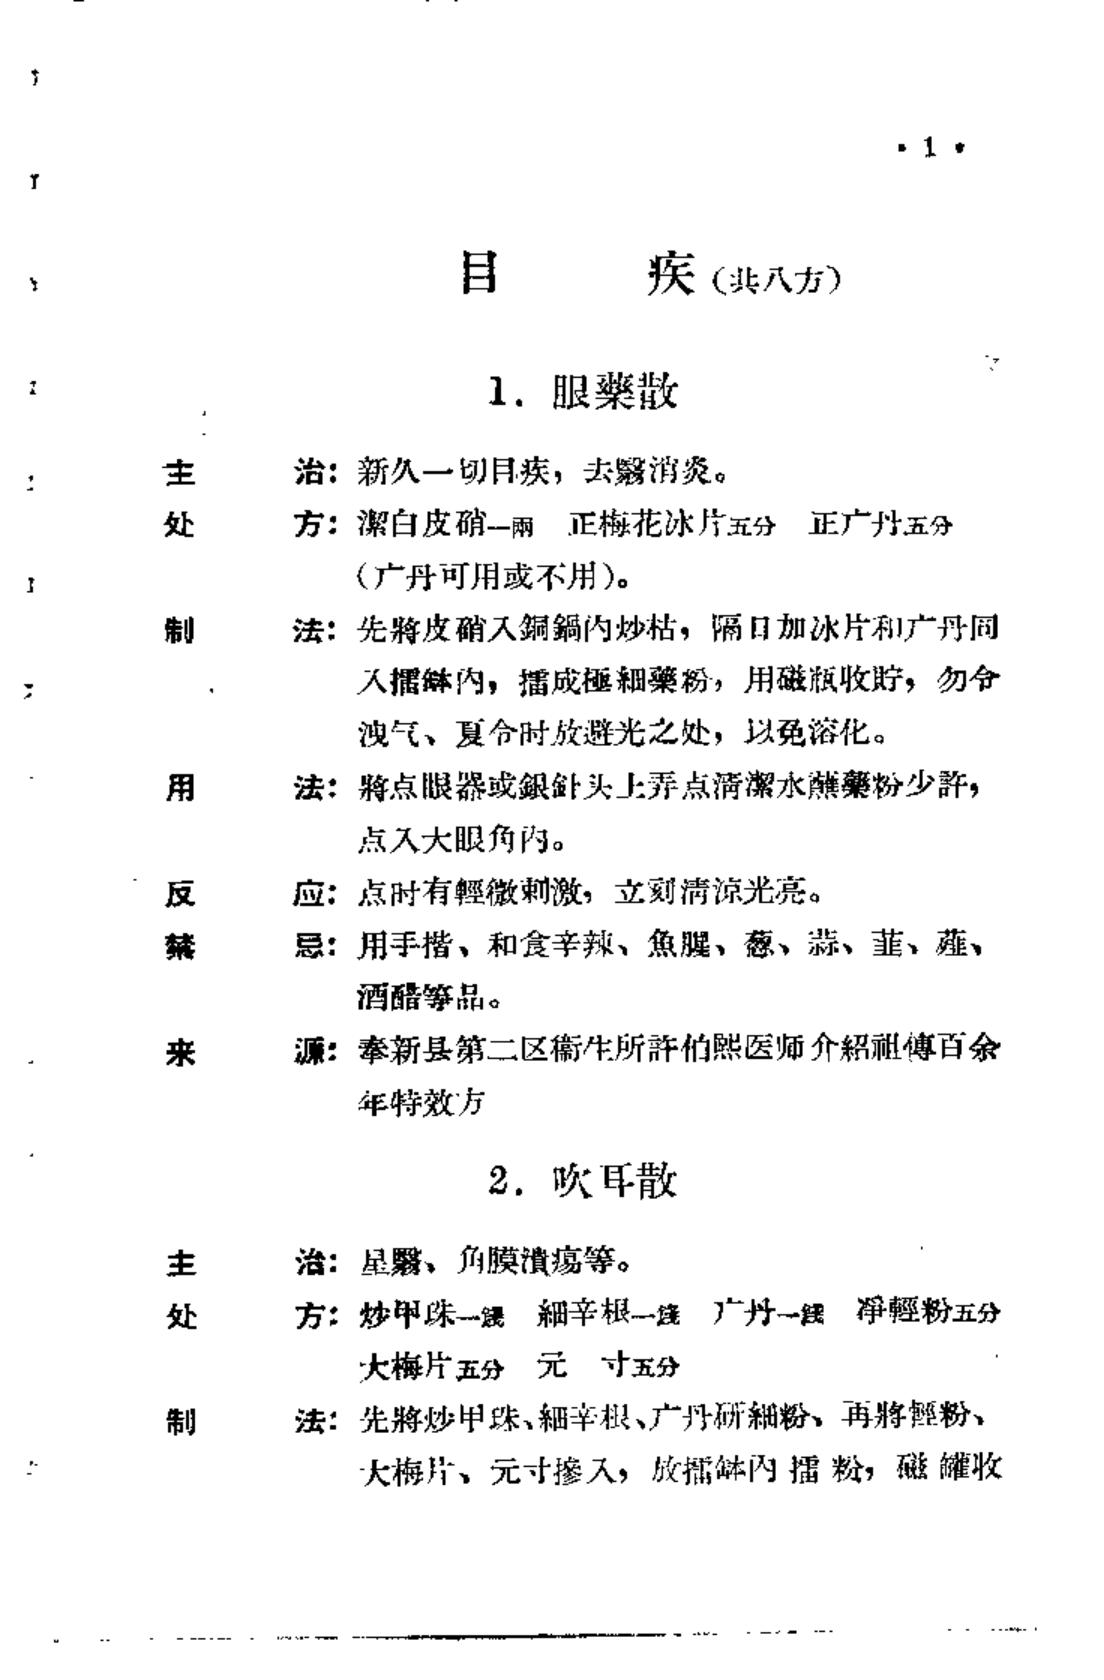 • 1 •
目 疾(共八方)
1. 眼藥散
主 治：新久一切目疾，去翳消炎。
处 方：潔白皮硝一兩 正梅花冰片五分 正广丹五分
(广丹可用或不用)。
制 法：先將皮硝入銅鍋內炒枯，隔日加冰片和广丹同
入擂缽內，擂成極細藥粉，用磁瓶收貯，勿令
洩气、夏令时放避光之处，以免溶化。
用 法：將点眼器或銀針头上弄点清潔水蘸藥粉少許，
点入大眼角內。
反 应：点时有輕微刺激，立刻清涼光亮。
禁 忌：用手揩、和食辛辣、魚腥、葱、蒜、韮、薤、
酒醋等品。
来 源：奉新县第二区衞生所許伯熙医师介紹祖傳百余
年特效方
2. 吹耳散
主 治：星翳、角膜潰瘍等。
处 方：炒甲珠一錢 細辛根一錢 广丹一錢 凈輕粉五分
大梅片五分 元 寸五分
制 法：先將炒甲珠、細辛根、广丹研細粉、再將輕粉、
大梅片、元寸摻入，放擂缽內擂粉，磁罐收